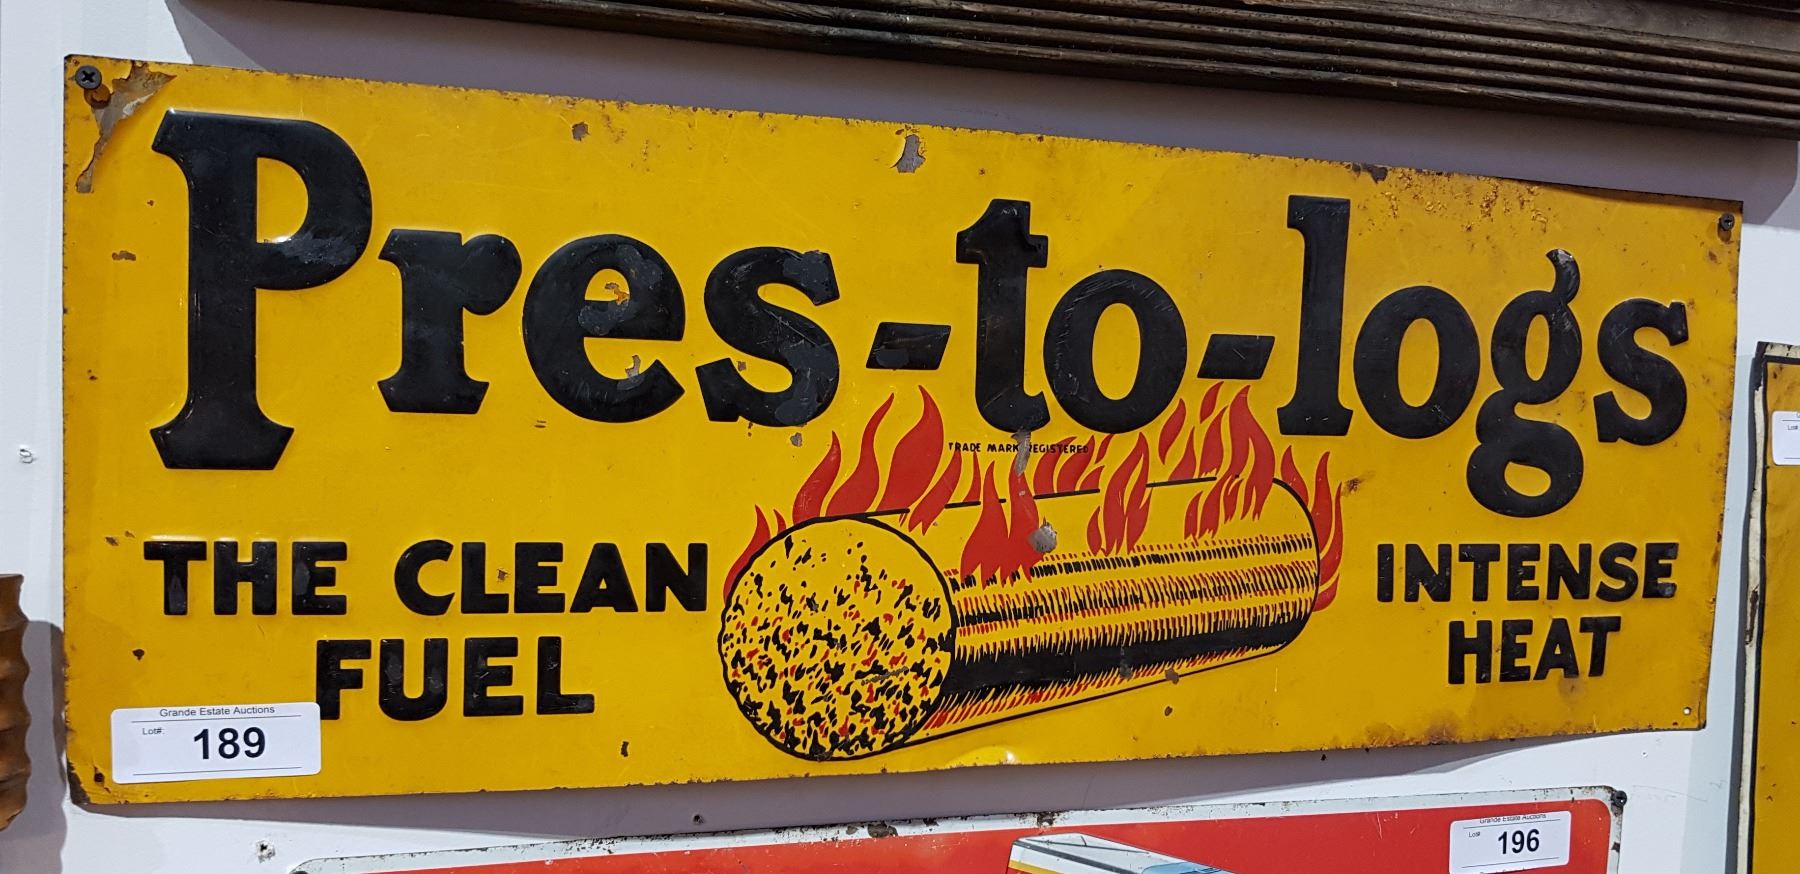 Pres-to-logs
TRADE MARK REGISTERED
THE CLEAN
FUEL
INTENSE
HEAT
Grande Estate Auctions
Lot#: 189
Grande Estate Auctions
Lot# 196
Lot#